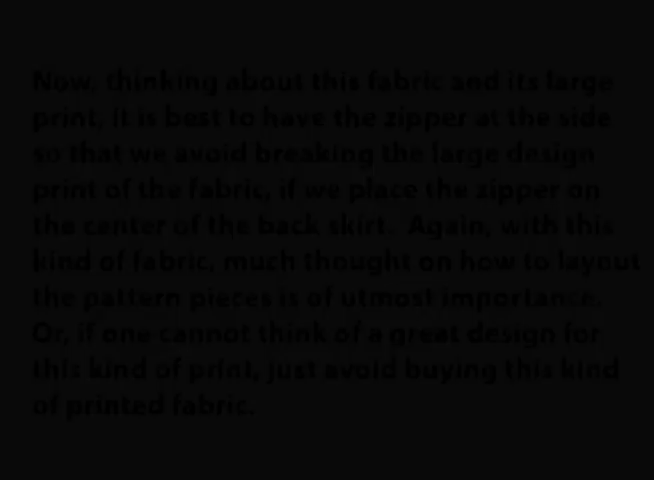 Now, thinking about this fabric and its large
print, it is best to have the zipper at the side
so that we avoid breaking the large design
print of the fabric, if we place the zipper on
the center of the back skirt.  Again, with this
kind of fabric, much thought on how to layout
the pattern pieces is of utmost importance.
Or, if one cannot think of a great design for
this kind of print, just avoid buying this kind
of printed fabric.